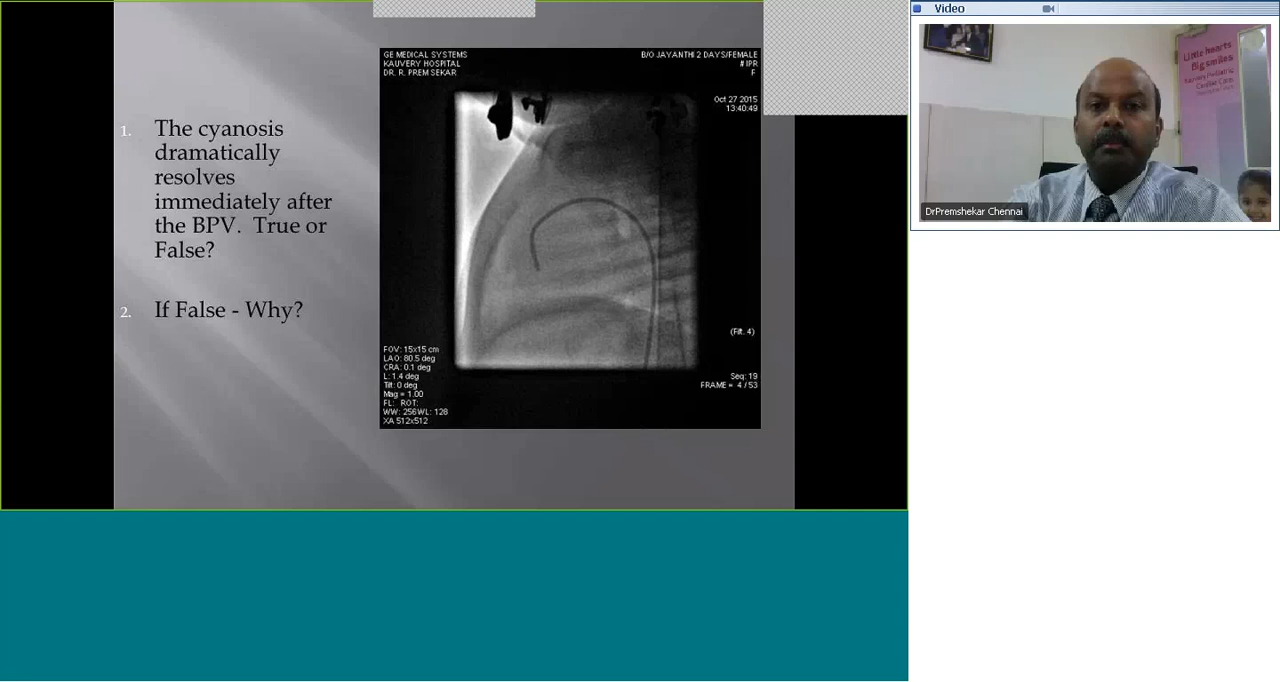 1. The cyanosis
dramatically
resolves
immediately after
the BPV. True or
False?
2. If False - Why?
GE MEDICAL SYSTEMS
KAUVERY HOSPITAL
DR. R. PREM SEKAR
B/O JAYANTHI 2 DAYS/FEMALE
# IPR
F
Oct 27 2015
13:40:49
(Filt. 4)
Seq: 19
FRAME = 4 / 53
FOV: 15x15 cm
LAO: 80.5 deg
CRA: 0.1 deg
L: 1.4 deg
Tilt: 0 deg
Mag = 1.00
FL: ROT:
WW: 256WL: 128
XA 512x512
Video
Little hearts
Big smiles
DrPremshekar Chennai